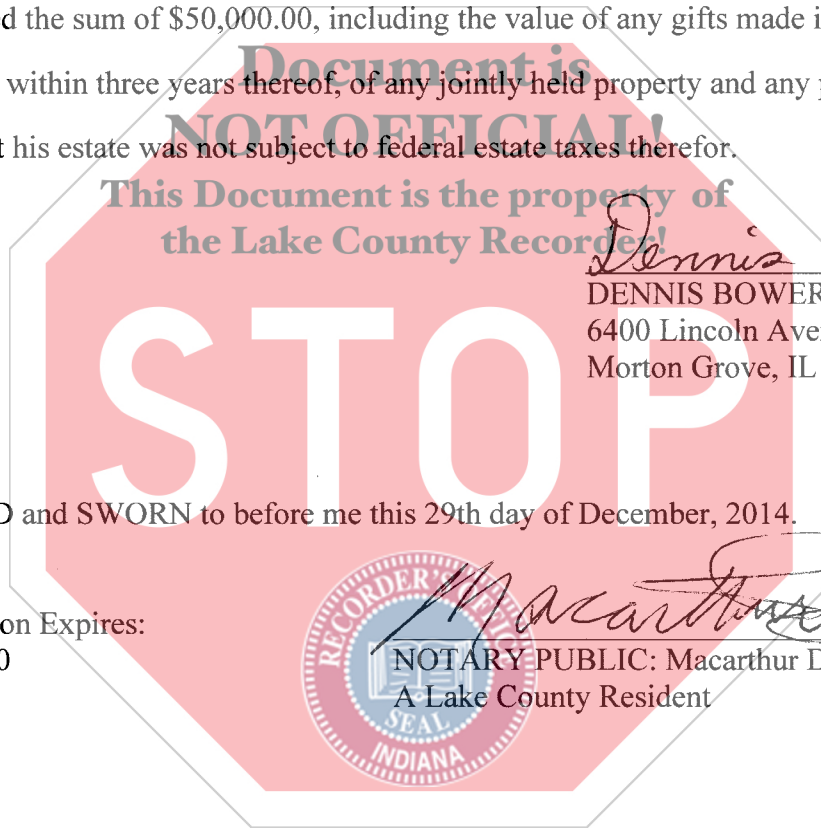 d the sum of $50,000.00, including the value of any gifts made i
within three years thereof, of any jointly held property and any
t his estate was not subject to federal estate taxes therefor.
Document is
NOT OFFICIAL!
This Document is the property of
the Lake County Recorder!
Dennis
DENNIS BOWER
6400 Lincoln Ave
Morton Grove, IL
STOP
D and SWORN to before me this 29th day of December, 2014.
Macarthur
on Expires:
0
NOTARY PUBLIC: Macarthur D
A Lake County Resident
RECORDER'S OFFICE
SEAL
INDIANA